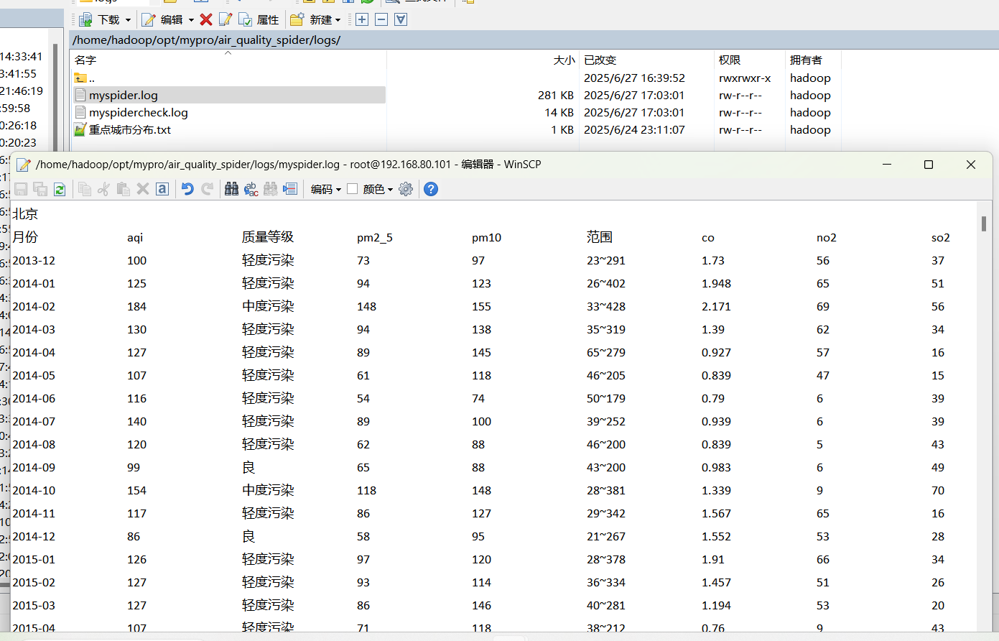 logs
下载 编辑 属性 新建
/home/hadoop/opt/mypro/air_quality_spider/logs/
名字 大小 已改变 权限 拥有者
.. 2025/6/27 16:39:52 rwxrwxr-x hadoop
myspider.log 281 KB 2025/6/27 17:03:01 rw-r--r-- hadoop
myspidercheck.log 14 KB 2025/6/27 17:03:01 rw-r--r-- hadoop
重点城市分布.txt 1 KB 2025/6/24 23:11:07 rw-r--r-- hadoop
14:33:41
3:41:55
21:46:19
:59:58
0:26:18
0:20:23
/home/hadoop/opt/mypro/air_quality_spider/logs/myspider.log - root@192.168.80.101 - 编辑器 - WinSCP
编码 颜色
北京
月份 aqi 质量等级 pm2_5 pm10 范围 co no2 so2
2013-12 100 轻度污染 73 97 23~291 1.73 56 37
2014-01 125 轻度污染 94 123 26~402 1.948 65 51
2014-02 184 中度污染 148 155 33~428 2.171 69 56
2014-03 130 轻度污染 94 138 35~319 1.39 62 34
2014-04 127 轻度污染 89 145 65~279 0.927 57 16
2014-05 107 轻度污染 61 118 46~205 0.839 47 15
2014-06 116 轻度污染 54 74 50~179 0.79 6 39
2014-07 140 轻度污染 89 100 39~252 0.939 6 39
2014-08 120 轻度污染 62 88 46~200 0.839 5 43
2014-09 99 良 65 88 43~200 0.983 6 49
2014-10 154 中度污染 118 148 28~381 1.339 9 70
2014-11 117 轻度污染 86 127 29~342 1.567 65 16
2014-12 86 良 58 95 21~267 1.552 53 28
2015-01 126 轻度污染 97 120 28~378 1.91 66 34
2015-02 127 轻度污染 93 114 36~334 1.457 51 26
2015-03 127 轻度污染 86 146 40~281 1.194 53 20
2015-04 107 轻度污染 71 118 38~212 0.76 9 43